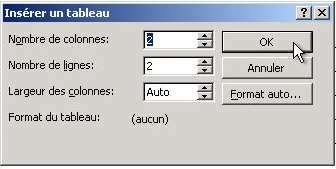 Insérer un tableau
Nombre de colonnes: 2 OK
Nombre de lignes: 2 Annuler
Largeur des colonnes: Auto Format auto...
Format du tableau: (aucun)